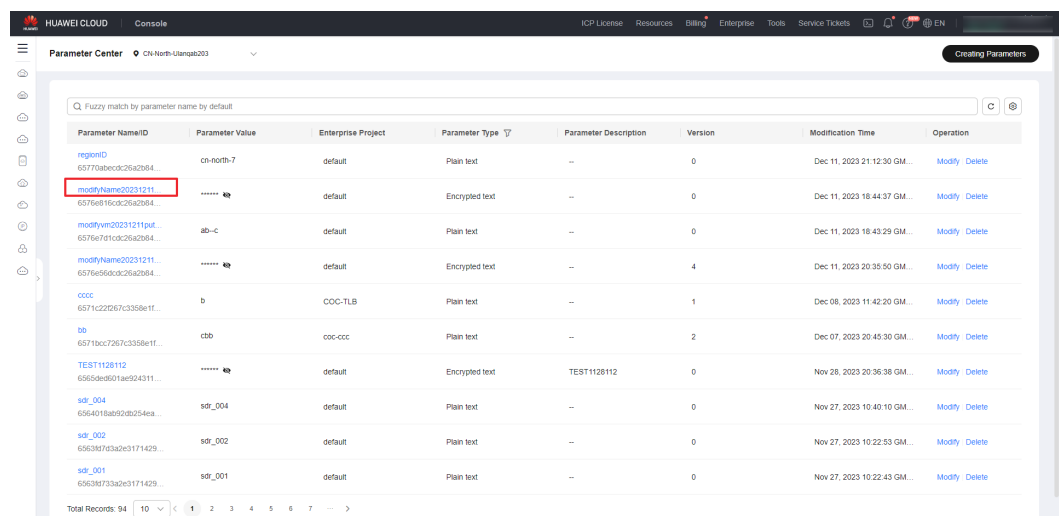 HUAWEI HUAWEI CLOUD Console ICP License Resources Billing Enterprise Tools Service Tickets EN
Parameter Center CN-North-Ulanqab203 Creating Parameters
Fuzzy match by parameter name by default
Parameter Name/ID Parameter Value Enterprise Project Parameter Type Parameter Description Version Modification Time Operation
regionID
65770abecdc26a2b84...
cn-north-7 default Plain text -- 0 Dec 11, 2023 21:12:30 GM... Modify Delete
modifyName20231211...
6576e816cdc26a2b84...
****** default Encrypted text -- 0 Dec 11, 2023 18:44:37 GM... Modify Delete
modifyvm20231211put...
6576e7d1cdc26a2b84...
ab--c default Plain text -- 0 Dec 11, 2023 18:43:29 GM... Modify Delete
modifyName20231211...
6576e56dcdc26a2b84...
****** default Encrypted text -- 4 Dec 11, 2023 20:35:50 GM... Modify Delete
cccc
6571c22f267c3358e1f...
b COC-TLB Plain text -- 1 Dec 08, 2023 11:42:20 GM... Modify Delete
bb
6571bcc7267c3358e1f...
cbb coc-ccc Plain text -- 2 Dec 07, 2023 20:45:30 GM... Modify Delete
TEST1128112
6565ded601ae924311...
****** default Encrypted text TEST1128112 0 Nov 28, 2023 20:36:38 GM... Modify Delete
sdr_004
6564018ab92db254ea...
sdr_004 default Plain text -- 0 Nov 27, 2023 10:40:10 GM... Modify Delete
sdr_002
6563fd7d3a2e3171429...
sdr_002 default Plain text -- 0 Nov 27, 2023 10:22:53 GM... Modify Delete
sdr_001
6563fd733a2e3171429...
sdr_001 default Plain text -- 0 Nov 27, 2023 10:22:43 GM... Modify Delete
Total Records: 94 10 < 1 2 3 4 5 6 7 ... >